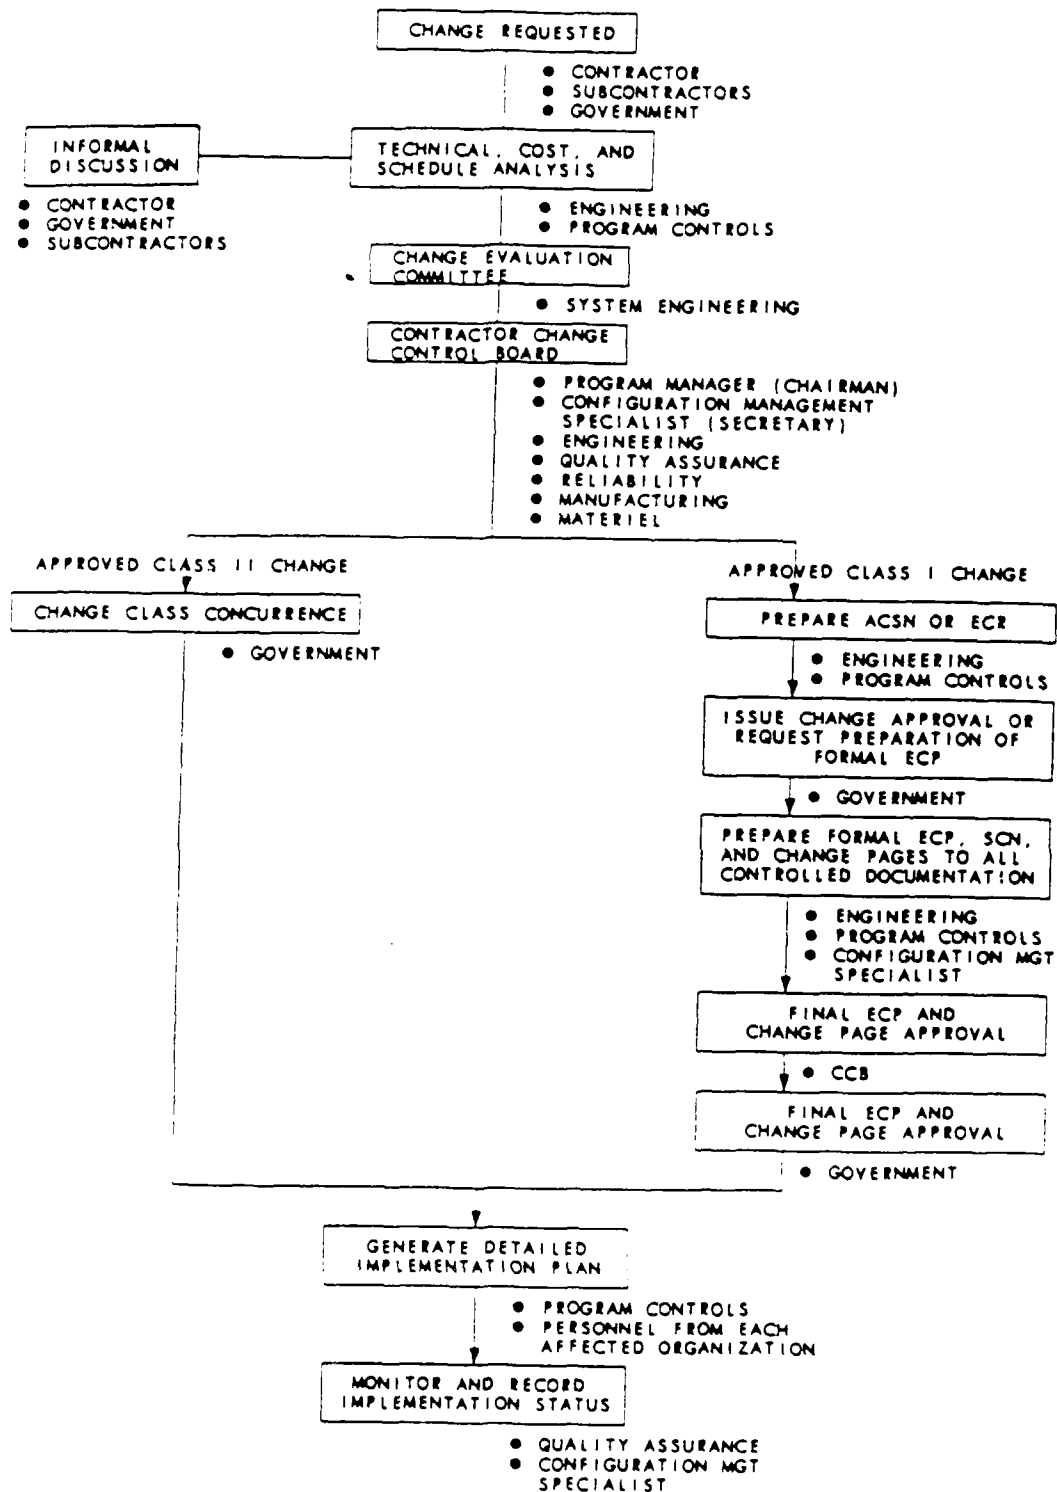 CHANGE REQUESTED
● CONTRACTOR
● SUBCONTRACTORS
● GOVERNMENT
INFORMAL
DISCUSSION
● CONTRACTOR
● GOVERNMENT
● SUBCONTRACTORS
TECHNICAL, COST, AND
SCHEDULE ANALYSIS
● ENGINEERING
● PROGRAM CONTROLS
CHANGE EVALUATION
COMMITTEE
● SYSTEM ENGINEERING
CONTRACTOR CHANGE
CONTROL BOARD
● PROGRAM MANAGER (CHAIRMAN)
● CONFIGURATION MANAGEMENT
SPECIALIST (SECRETARY)
● ENGINEERING
● QUALITY ASSURANCE
● RELIABILITY
● MANUFACTURING
● MATERIEL
APPROVED CLASS II CHANGE
CHANGE CLASS CONCURRENCE
● GOVERNMENT
APPROVED CLASS I CHANGE
PREPARE ACSN OR ECR
● ENGINEERING
● PROGRAM CONTROLS
ISSUE CHANGE APPROVAL OR
REQUEST PREPARATION OF
FORMAL ECP
● GOVERNMENT
PREPARE FORMAL ECP, SCN,
AND CHANGE PAGES TO ALL
CONTROLLED DOCUMENTATION
● ENGINEERING
● PROGRAM CONTROLS
● CONFIGURATION MGT
SPECIALIST
FINAL ECP AND
CHANGE PAGE APPROVAL
● CCB
FINAL ECP AND
CHANGE PAGE APPROVAL
● GOVERNMENT
GENERATE DETAILED
IMPLEMENTATION PLAN
● PROGRAM CONTROLS
● PERSONNEL FROM EACH
AFFECTED ORGANIZATION
MONITOR AND RECORD
IMPLEMENTATION STATUS
● QUALITY ASSURANCE
● CONFIGURATION MGT
SPECIALIST